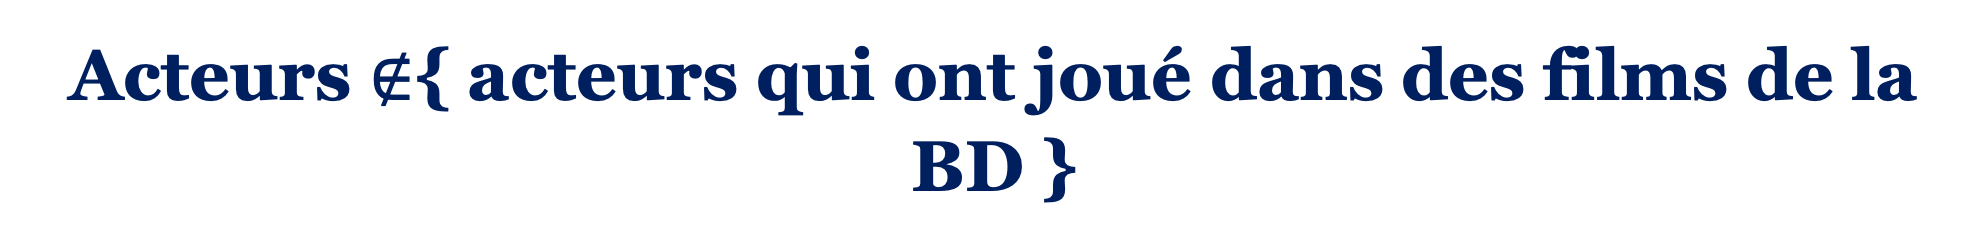 Acteurs ∉{ acteurs qui ont joué dans des films de la
BD }